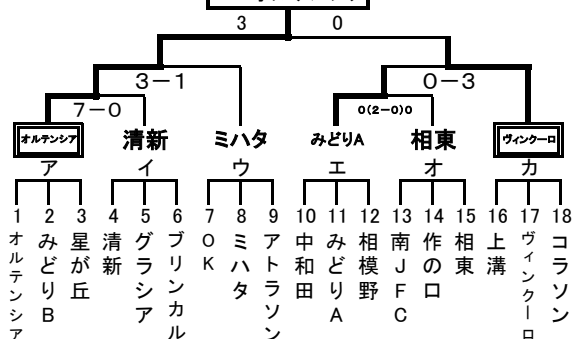 3 0
3－1 0－3
7－0 0(2－0)0
オルテンシア 清新 ミハタ みどりA 相東 ヴィンクーロ
ア イ ウ エ オ カ
1 2 3 4 5 6 7 8 9 10 11 12 13 14 15 16 17 18
オルテンシア
みどりB
星が丘
清新
グラシア
ブリンカル
OK
ミハタ
アトラソン
中和田
みどりA
相模野
南JFC
作の口
相東
上溝
ヴィンクーロ
コラソン